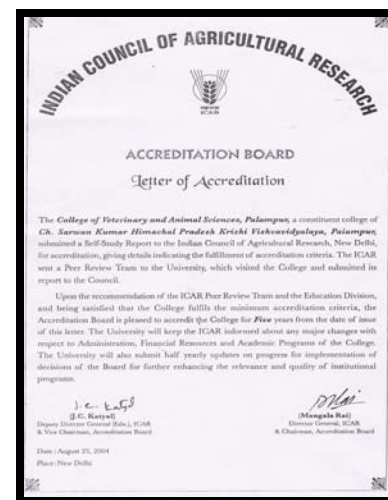 INDIAN COUNCIL OF AGRICULTURAL RESEARCH
ICAR
ACCREDITATION BOARD
Letter of Accreditation
The College of Veterinary and Animal Sciences, Palampur, a constituent college of
Ch. Sarwan Kumar Himachal Pradesh Krishi Vishvavidyalaya, Palampur,
submitted a Self-Study Report to the Indian Council of Agricultural Research, New Delhi,
for accreditation, giving details indicating the fulfillment of accreditation criteria. The ICAR
sent a Peer Review Team to the University, which visited the College and submitted its
report to the Council.
Upon the recommendation of the ICAR Peer Review Team and the Education Division,
and being satisfied that the College fulfils the minimum accreditation criteria, the
Accreditation Board is pleased to accredit the College for Five years from the date of issue
of this letter. The University will keep the ICAR informed about any major changes with
respect to Administration, Financial Resources and Academic Programs of the College.
The University will also submit half yearly updates on progress for implementation of
decisions of the Board for further enhancing the relevance and quality of institutional
programs.
J. C. Katyal
(J.C. Katyal)
Deputy Director General (Edn.), ICAR
& Vice Chairman, Accreditation Board
(Mangala Rai)
Director General, ICAR
& Chairman, Accreditation Board
Date : August 25, 2004
Place : New Delhi